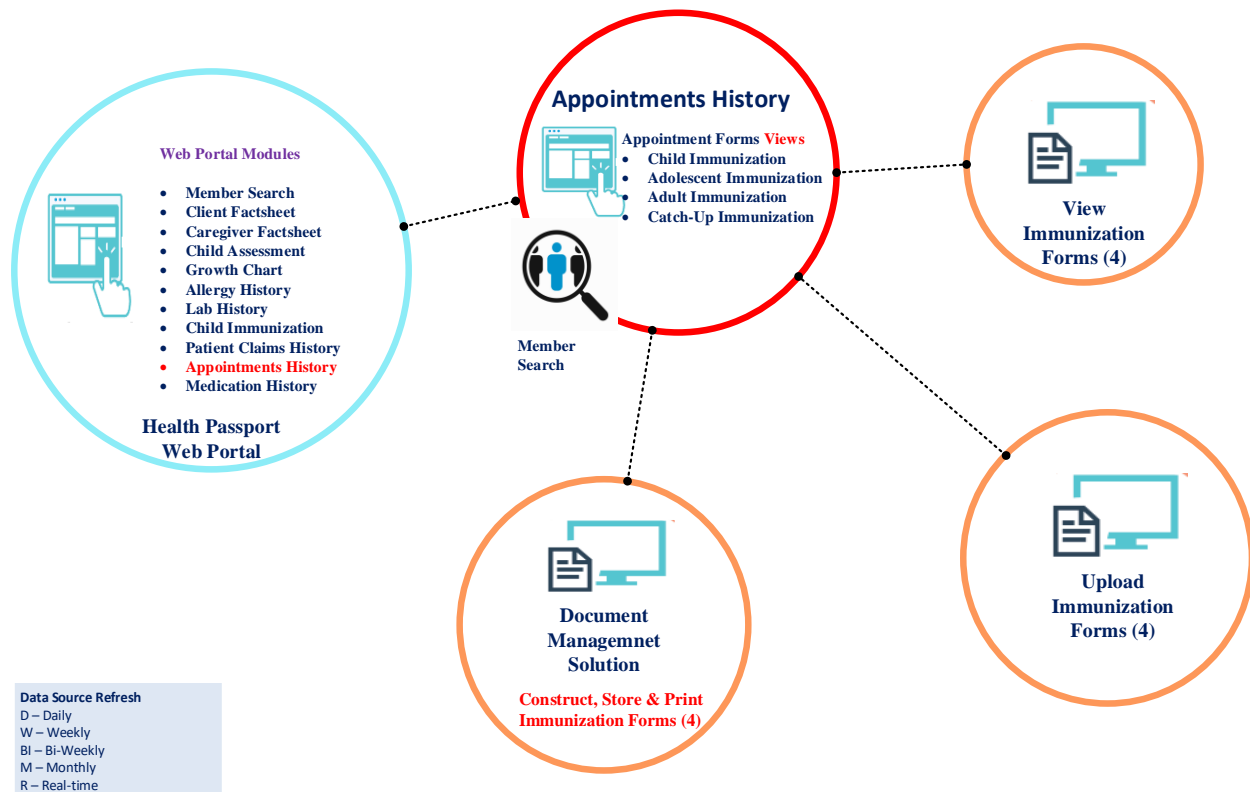 Web Portal Modules
• Member Search
• Client Factsheet
• Caregiver Factsheet
• Child Assessment
• Growth Chart
• Allergy History
• Lab History
• Child Immunization
• Patient Claims History
• Appointments History
• Medication History
Health Passport
Web Portal
Appointments History
Appointment Forms Views
• Child Immunization
• Adolescent Immunization
• Adult Immunization
• Catch-Up Immunization
Member
Search
View
Immunization
Forms (4)
Upload
Immunization
Forms (4)
Document
Managemnet
Solution
Construct, Store & Print
Immunization Forms (4)
Data Source Refresh
D – Daily
W – Weekly
BI – Bi-Weekly
M – Monthly
R – Real-time